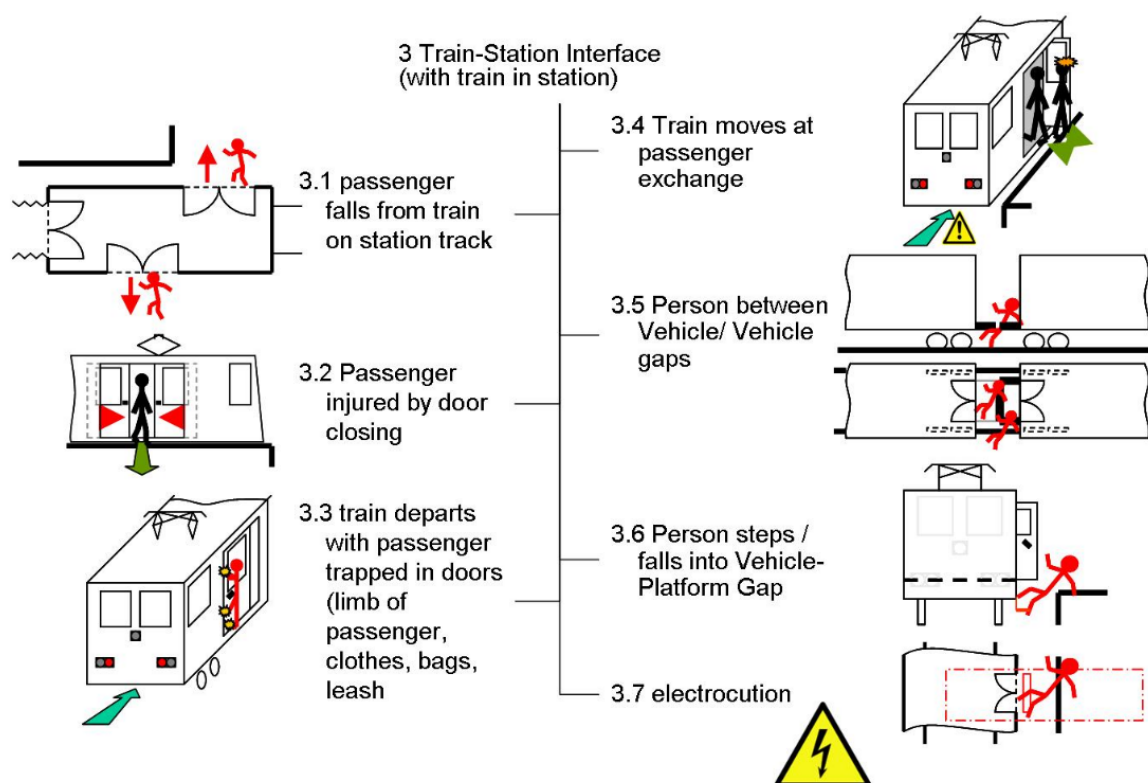 3 Train-Station Interface
(with train in station)
3.1 passenger
falls from train
on station track
3.2 Passenger
injured by door
closing
3.3 train departs
with passenger
trapped in doors
(limb of
passenger,
clothes, bags,
leash
3.4 Train moves at
passenger
exchange
3.5 Person between
Vehicle/ Vehicle
gaps
3.6 Person steps /
falls into Vehicle-
Platform Gap
3.7 electrocution